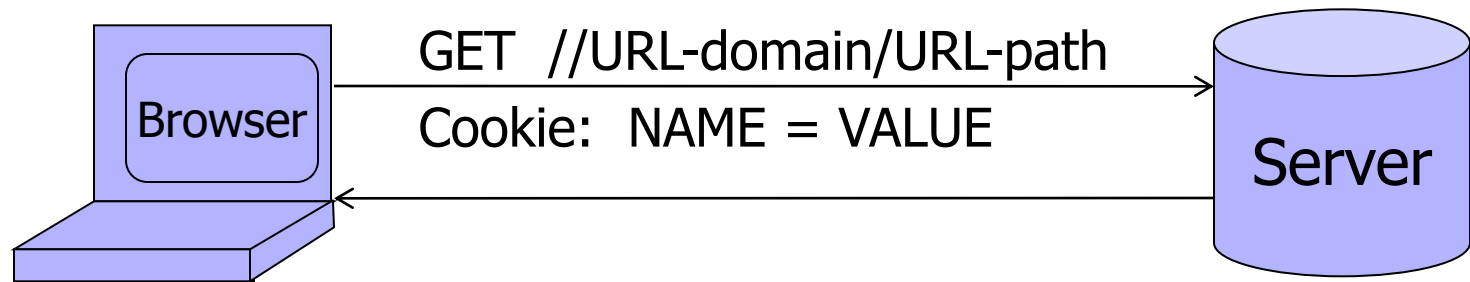 GET //URL-domain/URL-path
Browser
Cookie: NAME = VALUE
Server